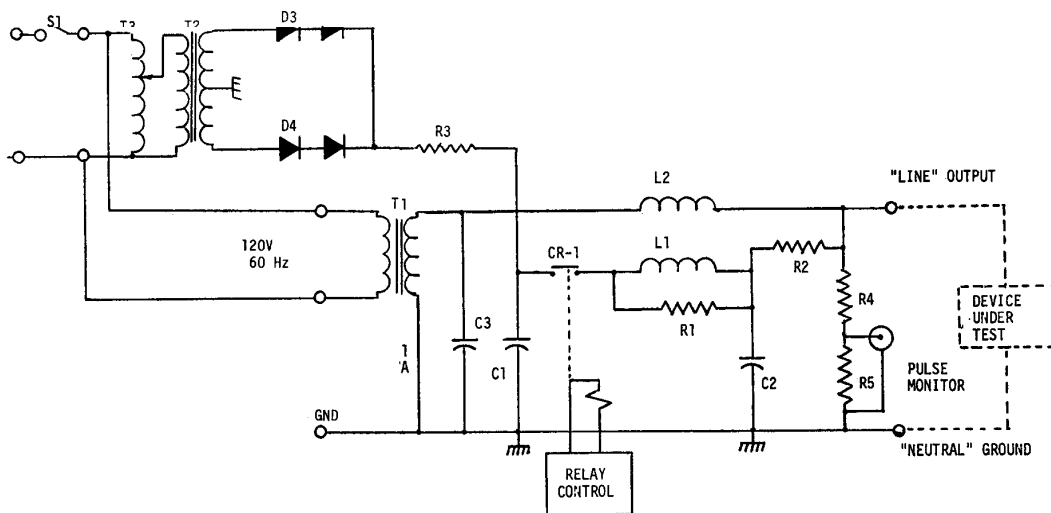 S1
D3
D4
R3
T1
L2
"LINE" OUTPUT
120V
60 Hz
CR-1
L1
R2
R1
R4
DEVICE
UNDER
TEST
C3
C1
C2
R5
PULSE
MONITOR
GND
"NEUTRAL" GROUND
RELAY
CONTROL